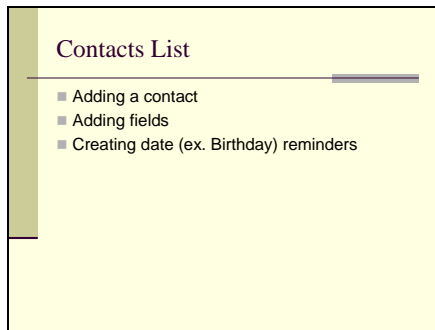 Contacts List
Adding a contact
Adding fields
Creating date (ex. Birthday) reminders